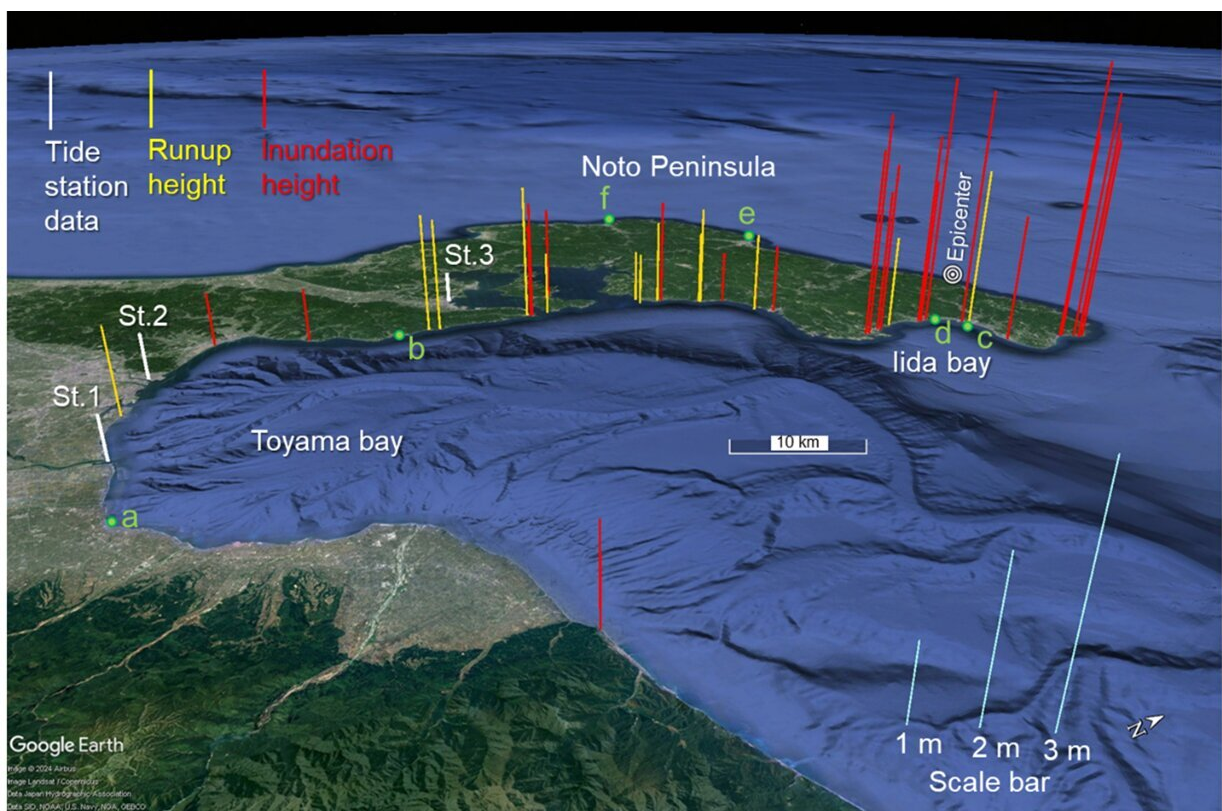 Tide
station
data
Runup
height
Inundation
height
Noto Peninsula
f
e
Epicenter
St.3
St.2
b
d
c
Iida bay
St.1
Toyama bay
10 km
a
1 m
2 m
3 m
Scale bar
N
Google Earth
Image © 2024 Airbus
Image Landsat / Copernicus
Data Japan Hydrographic Association
Data SIO, NOAA, U.S. Navy, NGA, GEBCO